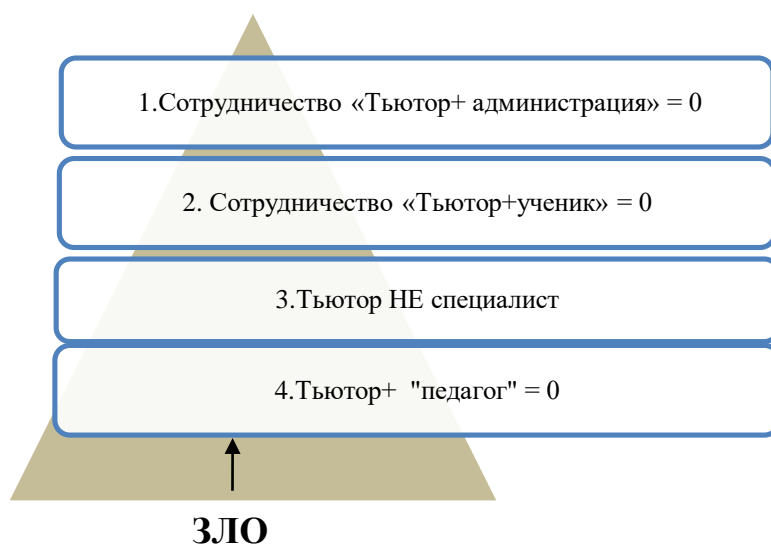 1.Сотрудничество «Тьютор+ администрация» = 0
2. Сотрудничество «Тьютор+ученик» = 0
3.Тьютор НЕ специалист
4.Тьютор+ "педагог" = 0
ЗЛО